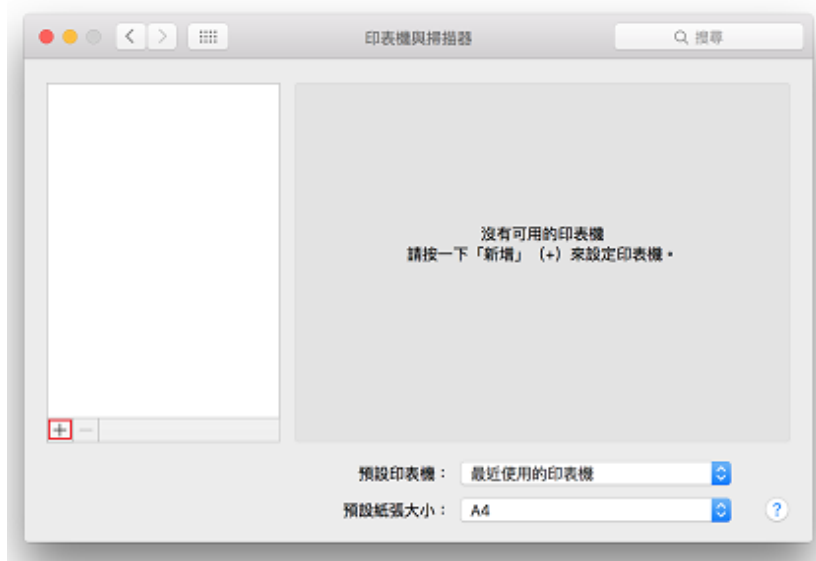 印表機與掃描器
搜尋
沒有可用的印表機
請按一下「新增」(+) 來設定印表機。
+ −
預設印表機： 最近使用的印表機
預設紙張大小： A4
?